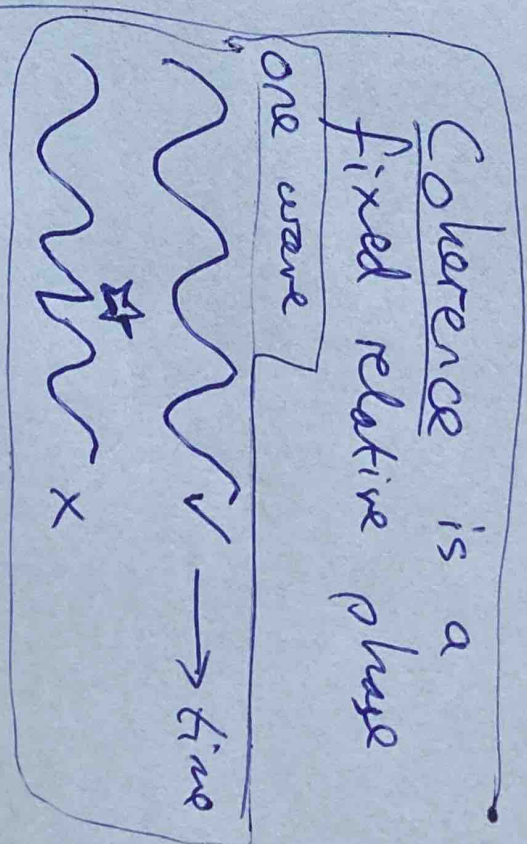 Coherence is a
fixed relative phase
one wave
✓ → time
x